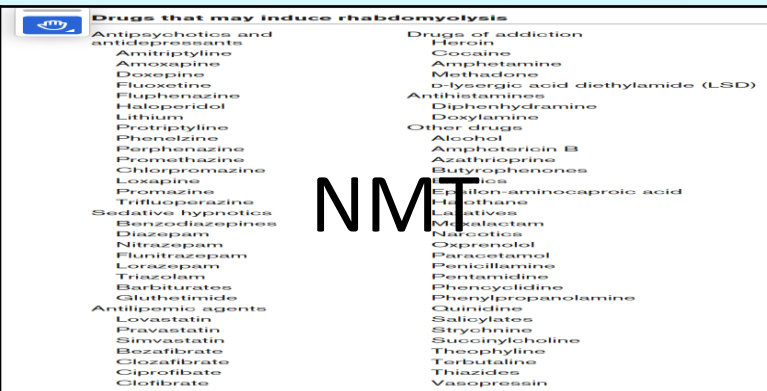 Drugs that may induce rhabdomyolysis
Antipsychotics and
antidepressants
Amitriptyline
Amoxapine
Doxepine
Fluoxetine
Fluphenazine
Haloperidol
Lithium
Protriptyline
Phenelzine
Perphenazine
Promethazine
Chlorpromazine
Loxapine
Promazine
Trifluoperazine
Sedative hypnotics
Benzodiazepines
Diazepam
Nitrazepam
Flunitrazepam
Lorazepam
Triazolam
Barbiturates
Gluthetimide
Antilipemic agents
Lovastatin
Pravastatin
Simvastatin
Bezafibrate
Clozafibrate
Ciprofibate
Clofibrate
Drugs of addiction
Heroin
Cocaine
Amphetamine
Methadone
D-lysergic acid diethylamide (LSD)
Antihistamines
Diphenhydramine
Doxylamine
Other drugs
Alcohol
Amphotericin B
Azathrioprine
Butyrophenones
Epsilon-aminocaproic acid
Halothane
Laxatives
Moxalactam
Narcotics
Oxprenolol
Paracetamol
Penicillamine
Pentamidine
Phencyclidine
Phenylpropanolamine
Quinidine
Salicylates
Strychnine
Succinylcholine
Theophylline
Terbutaline
Thiazides
Vasopressin
NMT